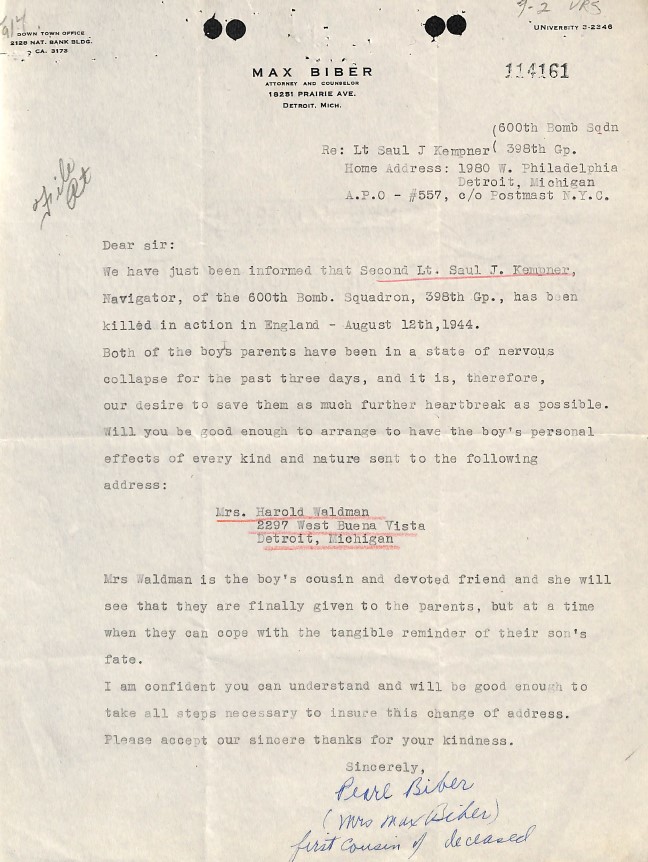 DOWN TOWN OFFICE
2128 NAT. BANK BLDG.
CA. 3173
UNIVERSITY 3-2346
MAX BIBER
ATTORNEY AND COUNSELOR
18251 PRAIRIE AVE.
DETROIT, MICH.
114161
(600th Bomb Sqdn
Re: Lt Saul J Kempner( 398th Gp.
Home Address: 1980 W. Philadelphia
Detroit, Michigan
A.P.O - #557, c/o Postmast N.Y.C.
File
Dear sir:
We have just been informed that Second Lt. Saul J. Kempner,
Navigator, of the 600th Bomb. Squadron, 398th Gp., has been
killed in action in England - August 12th,1944.
Both of the boy's parents have been in a state of nervous
collapse for the past three days, and it is, therefore,
our desire to save them as much further heartbreak as possible.
Will you be good enough to arrange to have the boy's personal
effects of every kind and nature sent to the following
address:
Mrs. Harold Waldman
2297 West Buena Vista
Detroit, Michigan
Mrs Waldman is the boy's cousin and devoted friend and she will
see that they are finally given to the parents, but at a time
when they can cope with the tangible reminder of their son's
fate.
I am confident you can understand and will be good enough to
take all steps necessary to insure this change of address.
Please accept our sincere thanks for your kindness.
Sincerely,
Pearl Biber
(Mrs Max Biber)
first cousin of deceased